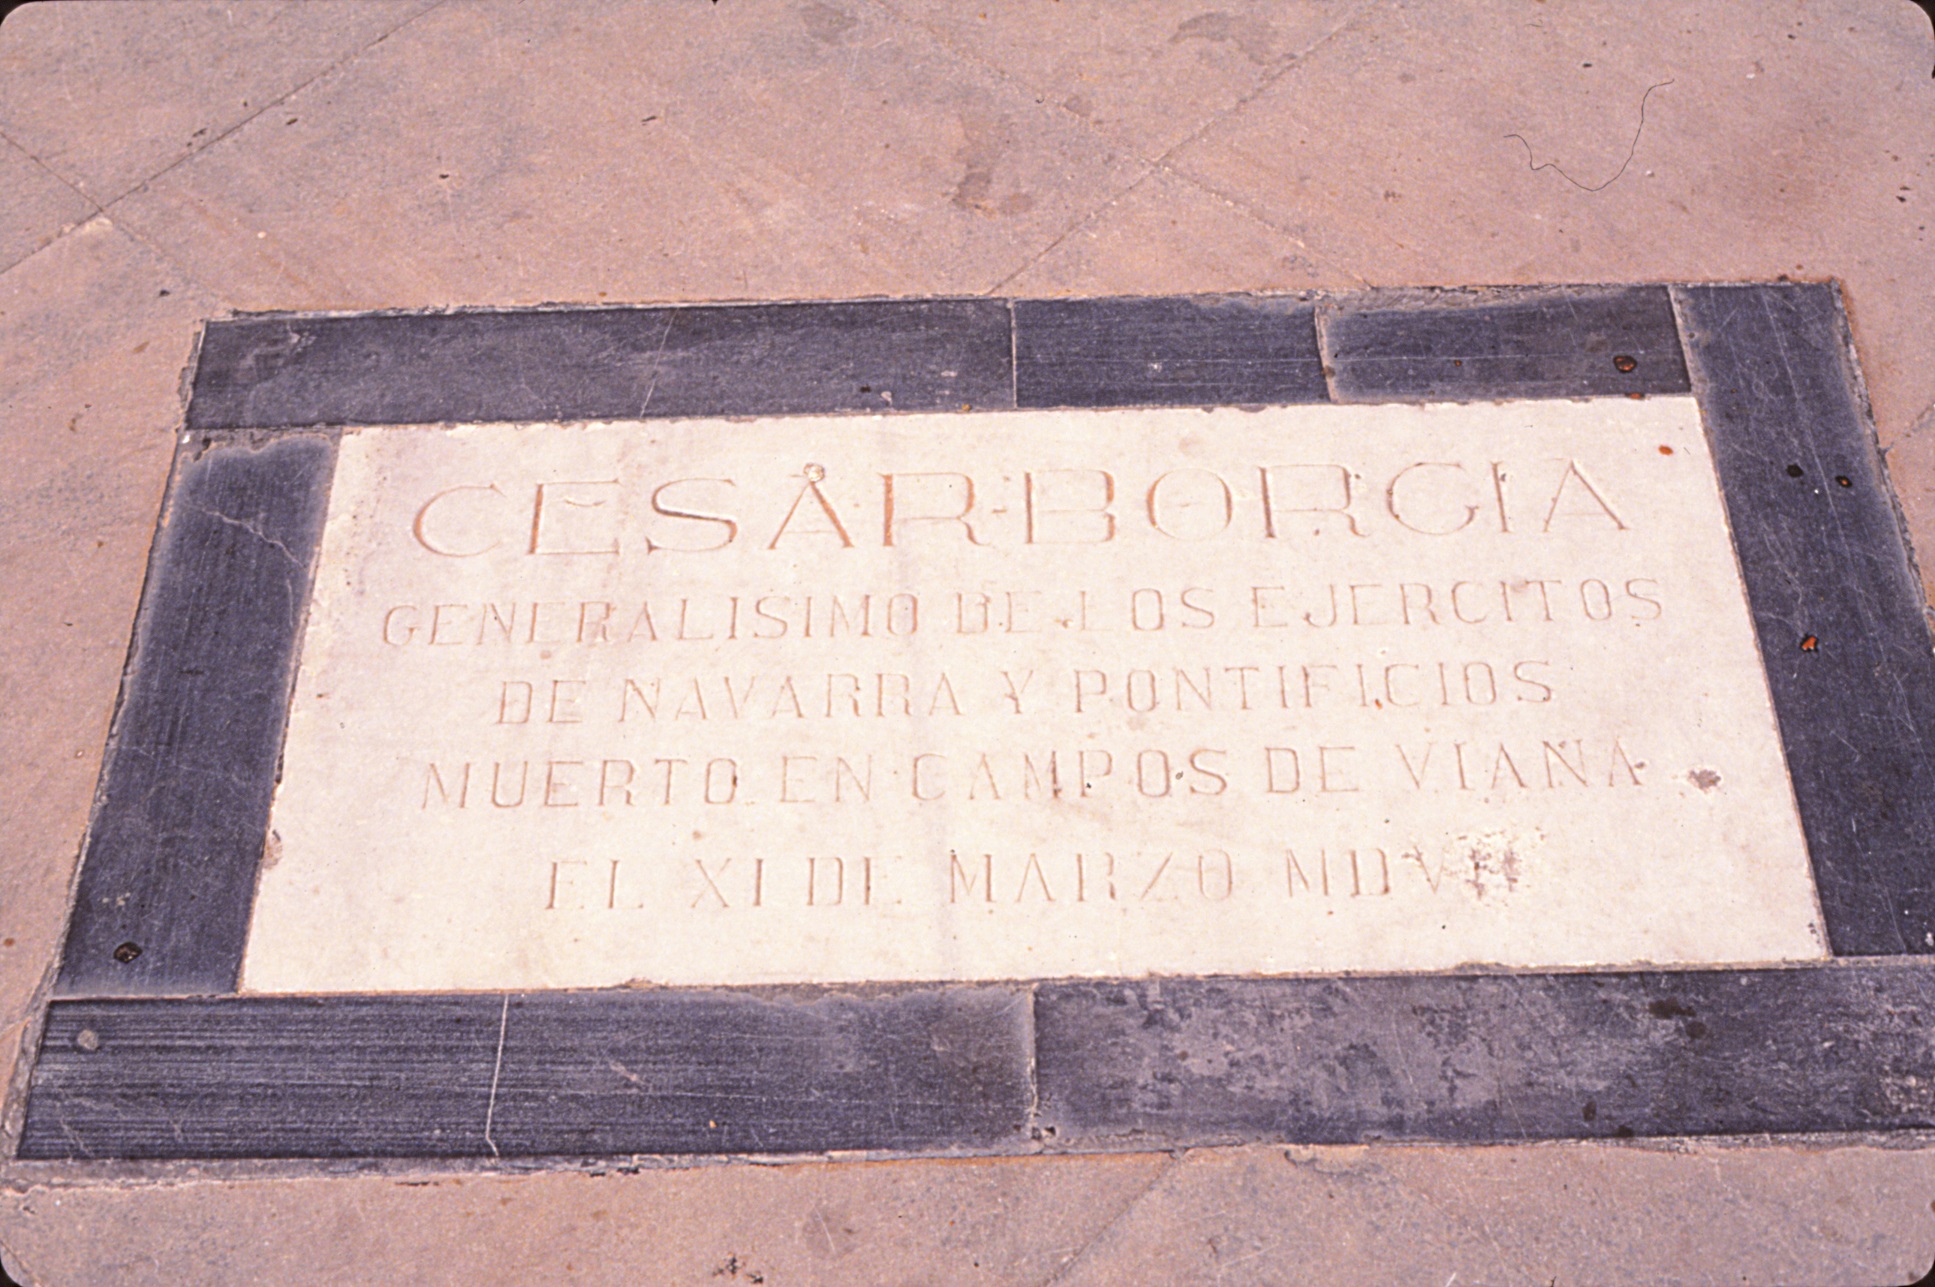 CESAR BORGIA
GENERALISIMO DE LOS EJERCITOS
DE NAVARRA Y PONTIFICIOS
MUERTO EN CAMPOS DE VIANA
EL XI DE MARZO